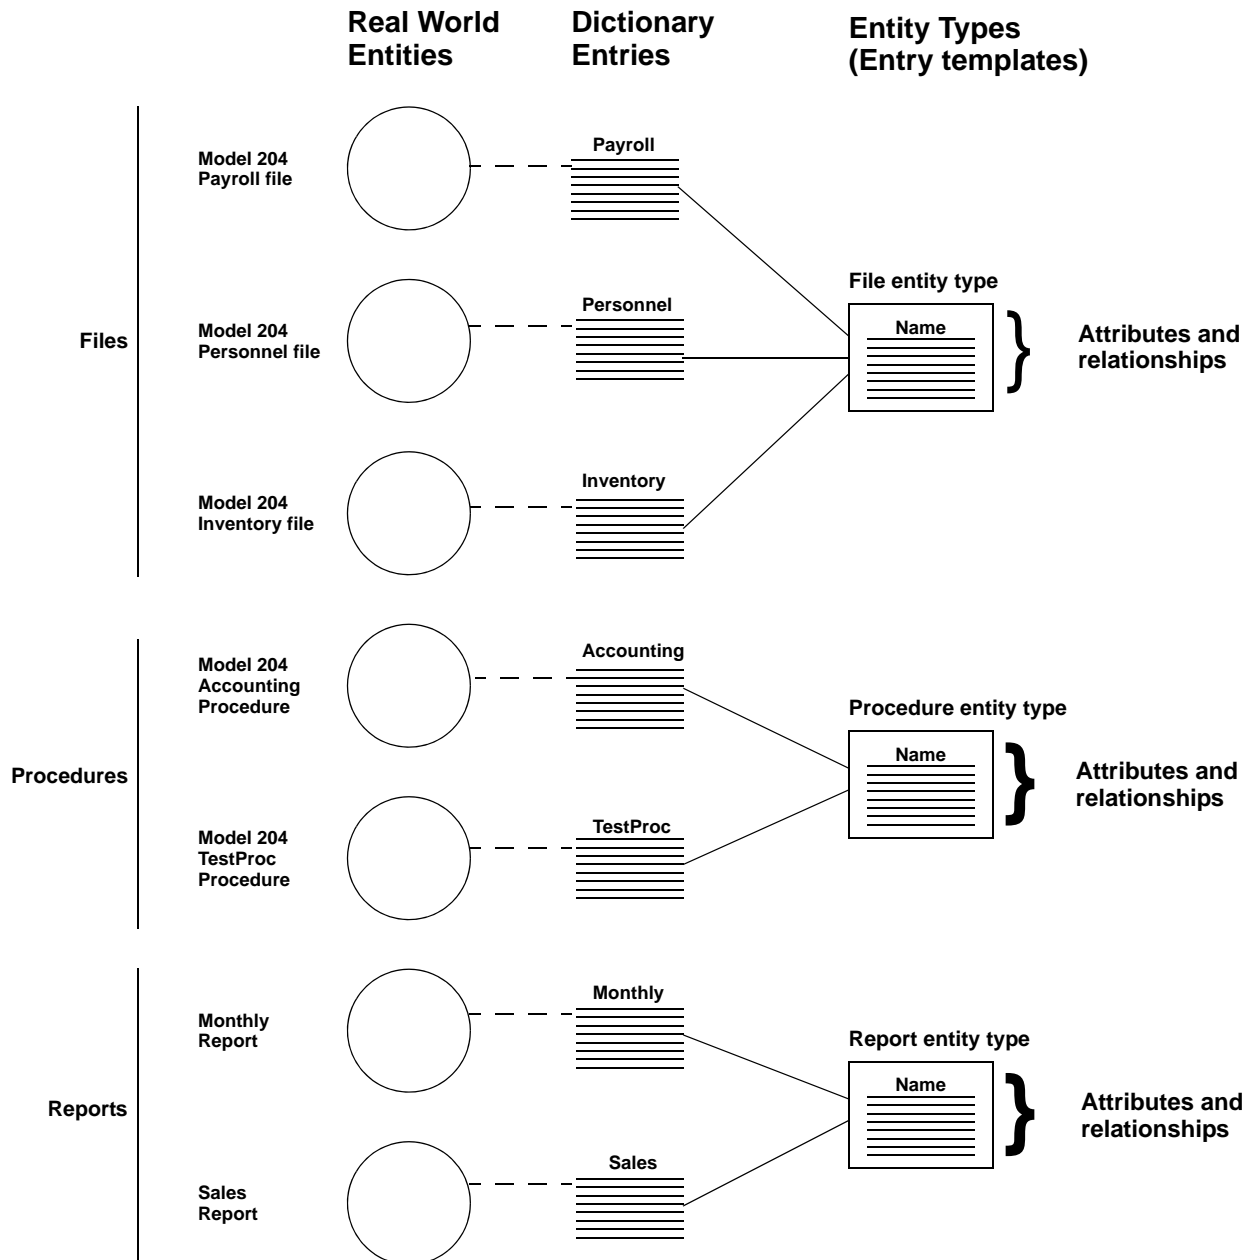 Real World
Entities
Dictionary
Entries
Entity Types
(Entry templates)
Files
Model 204
Payroll file
Payroll
Model 204
Personnel file
Personnel
Model 204
Inventory file
Inventory
File entity type
Name
Attributes and
relationships
Procedures
Model 204
Accounting
Procedure
Accounting
Model 204
TestProc
Procedure
TestProc
Procedure entity type
Name
Attributes and
relationships
Reports
Monthly
Report
Monthly
Sales
Report
Sales
Report entity type
Name
Attributes and
relationships